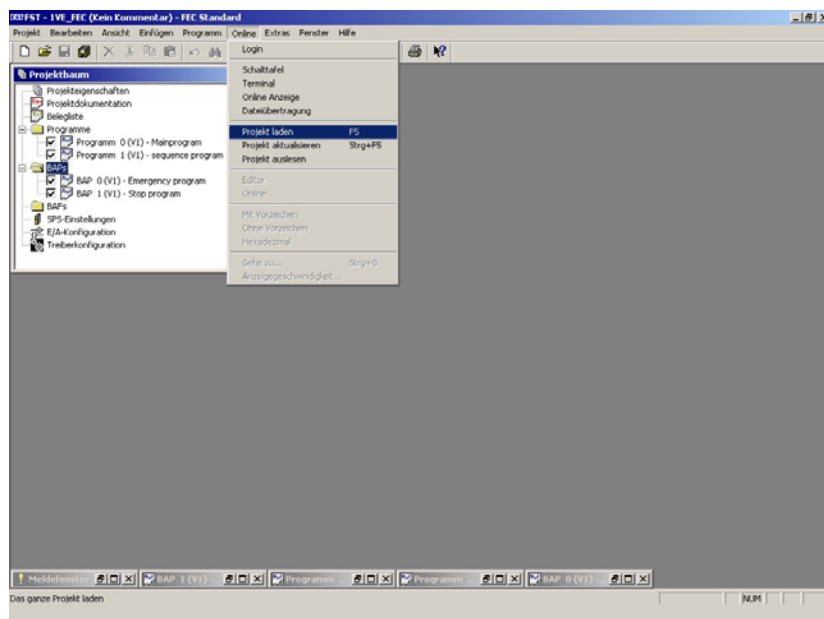 FST - 1VE_FEC (Kein Kommentar) - FEC Standard
Projekt Bearbeiten Ansicht Einfügen Programm Online Extras Fenster Hilfe
Login
Schalttafel
Terminal
Online Anzeige
Dateiübertragung
Projekt laden F5
Projekt aktualisieren Strg+F5
Projekt auslesen
Editor
Online
Mit Vorzeichen
Ohne Vorzeichen
Hexadezimal
Gehe zu... Strg+G
Anzeigegeschwindigkeit...
Projektbaum
Projekteigenschaften
Projektdokumentation
Belegliste
Programme
Programm 0 (V1) - Mainprogram
Programm 1 (V1) - sequence program
BAPs
BAP 0 (V1) - Emergency program
BAP 1 (V1) - Stop program
BAFs
SPS-Einstellungen
E/A-Konfiguration
Treiberkonfiguration
Meldefenster
BAP 1 (V1) -...
Programm ...
Programm ...
BAP 0 (V1) ...
Das ganze Projekt laden
NUM